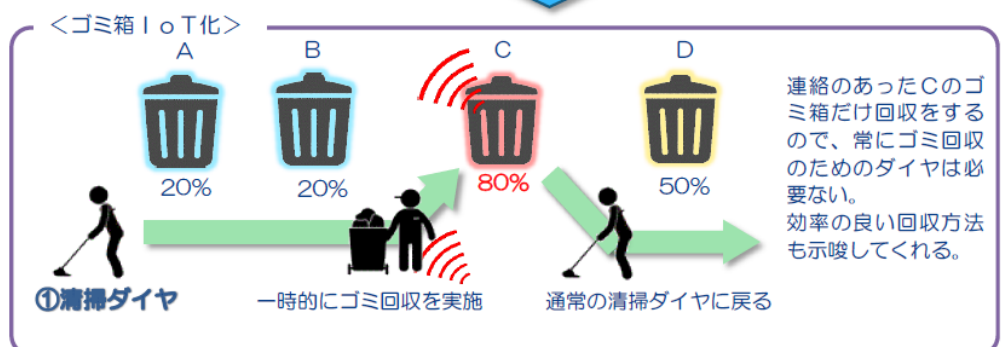 ＜ゴミ箱ＩｏＴ化＞
A
B
C
D
20%
20%
80%
50%
連絡のあったCのゴ
ミ箱だけ回収をする
ので、常にゴミ回収
のためのダイヤは必
要ない。
効率の良い回収方法
も示唆してくれる。
①清掃ダイヤ
一時的にゴミ回収を実施
通常の清掃ダイヤに戻る